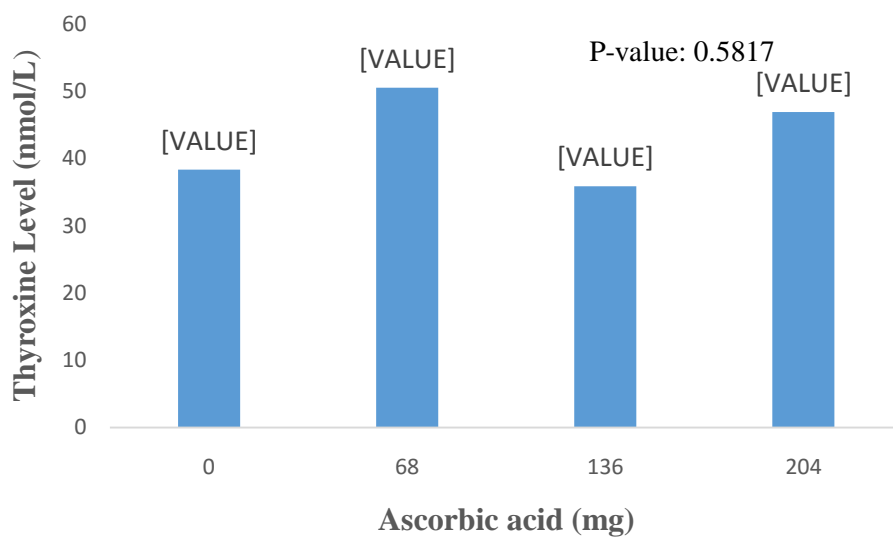 Thyroxine Level (nmol/L)
60
50
40
30
20
10
0
P-value: 0.5817
[VALUE]
[VALUE]
[VALUE]
[VALUE]
0 68 136 204
Ascorbic acid (mg)